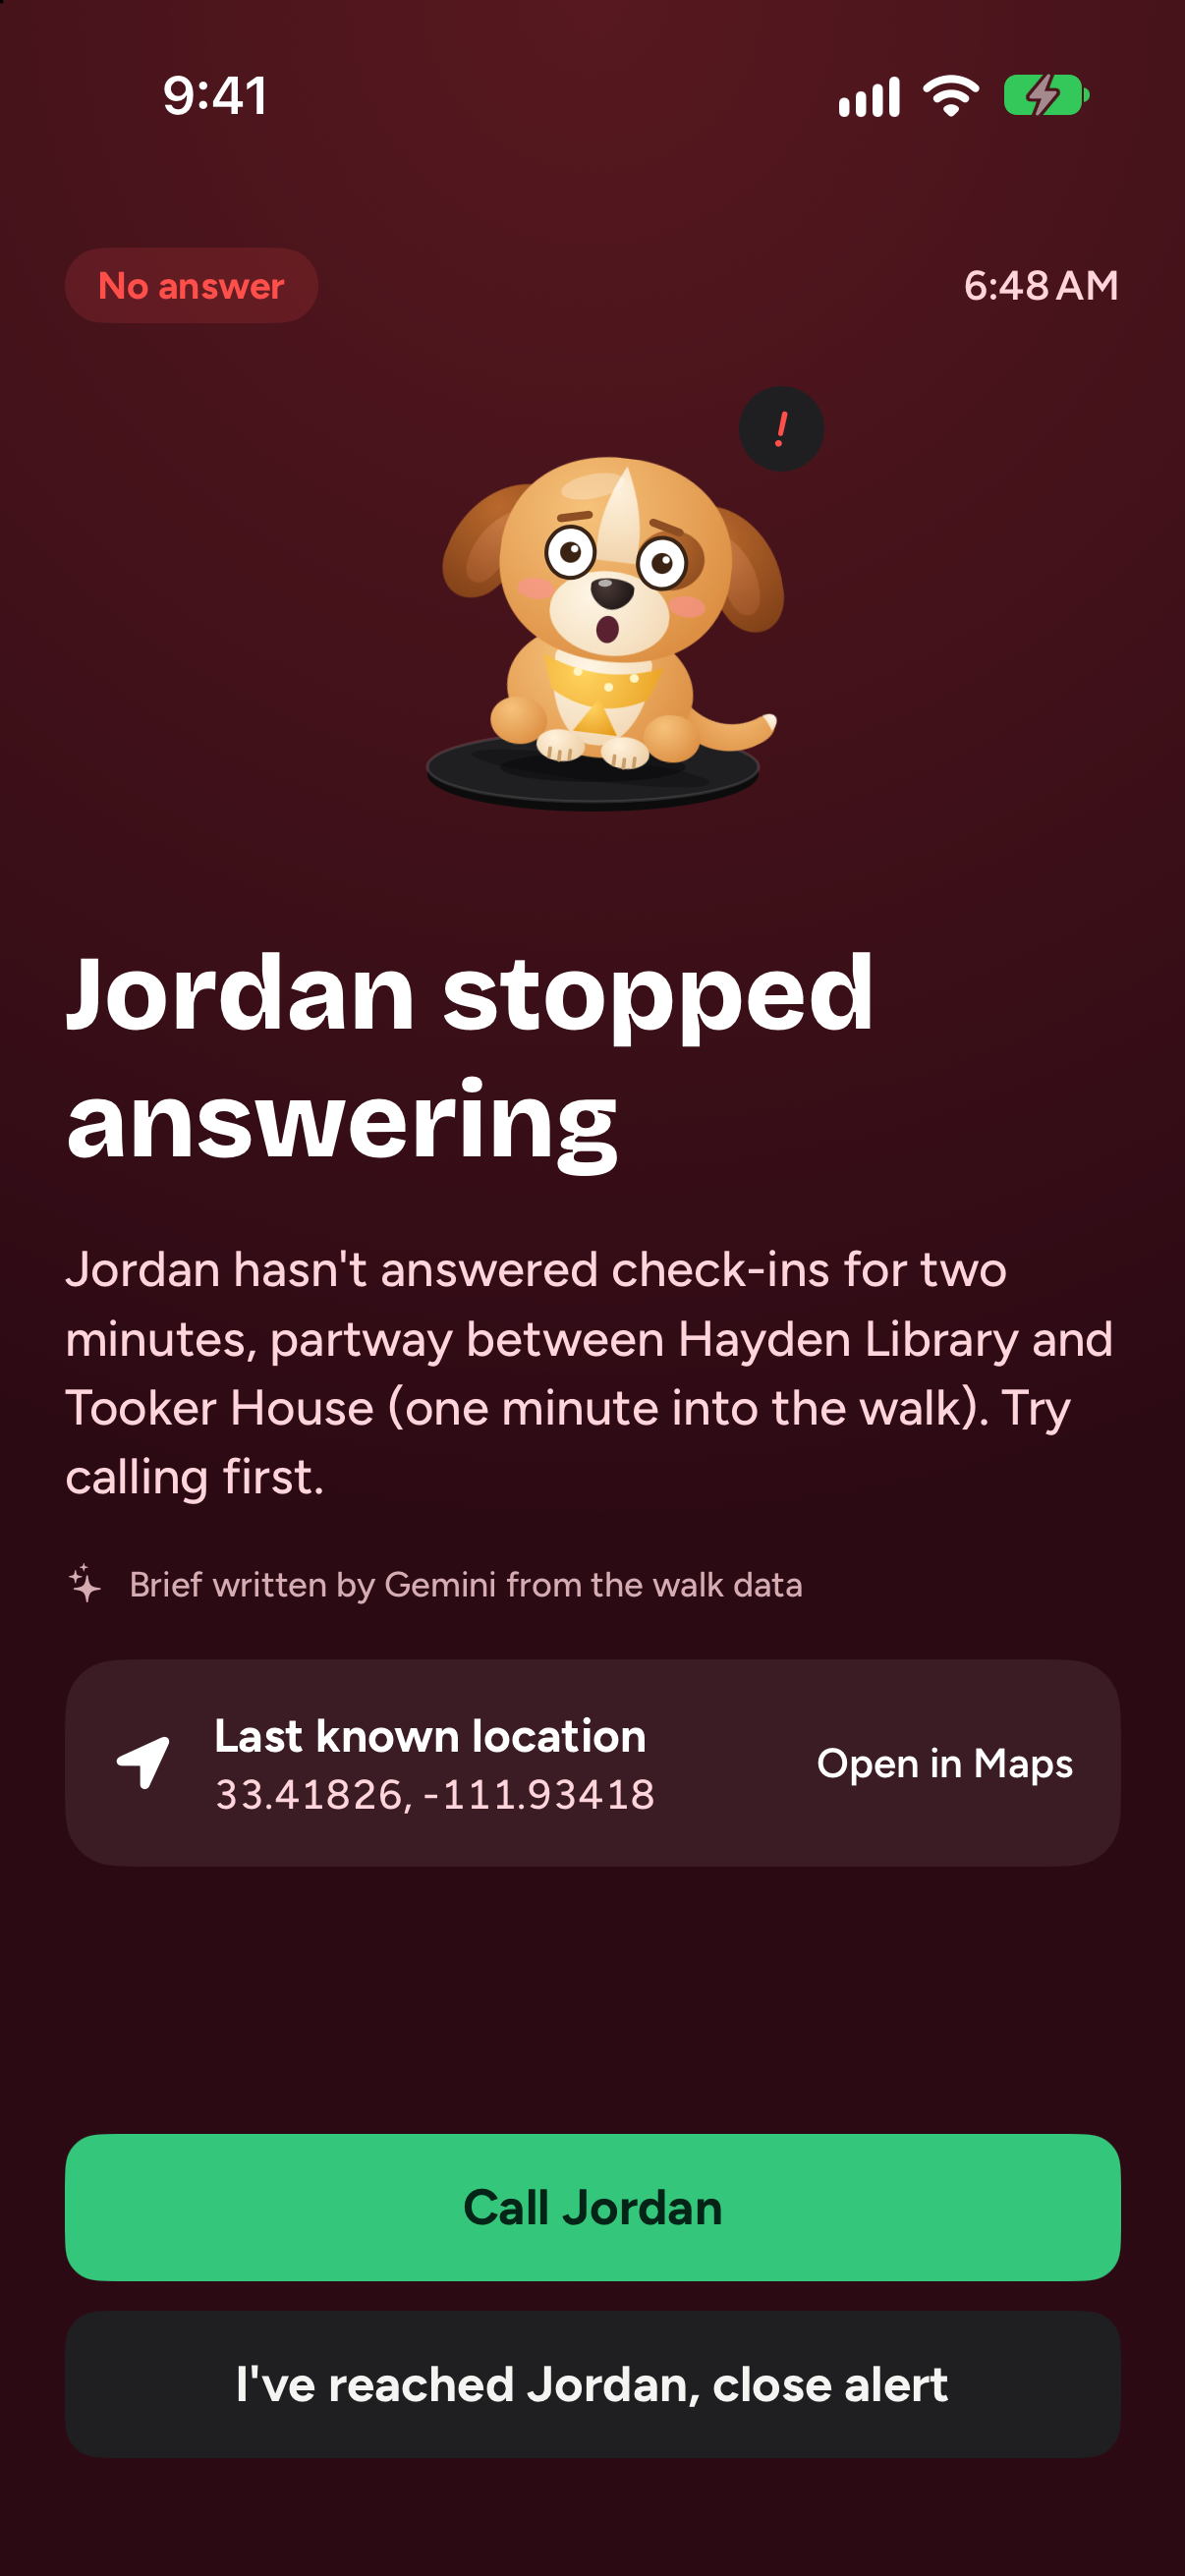 9:41
No answer
6:48 AM
!
Jordan stopped
answering
Jordan hasn't answered check-ins for two
minutes, partway between Hayden Library and
Tooker House (one minute into the walk). Try
calling first.
Brief written by Gemini from the walk data
Last known location
33.41826, -111.93418
Open in Maps
Call Jordan
I've reached Jordan, close alert